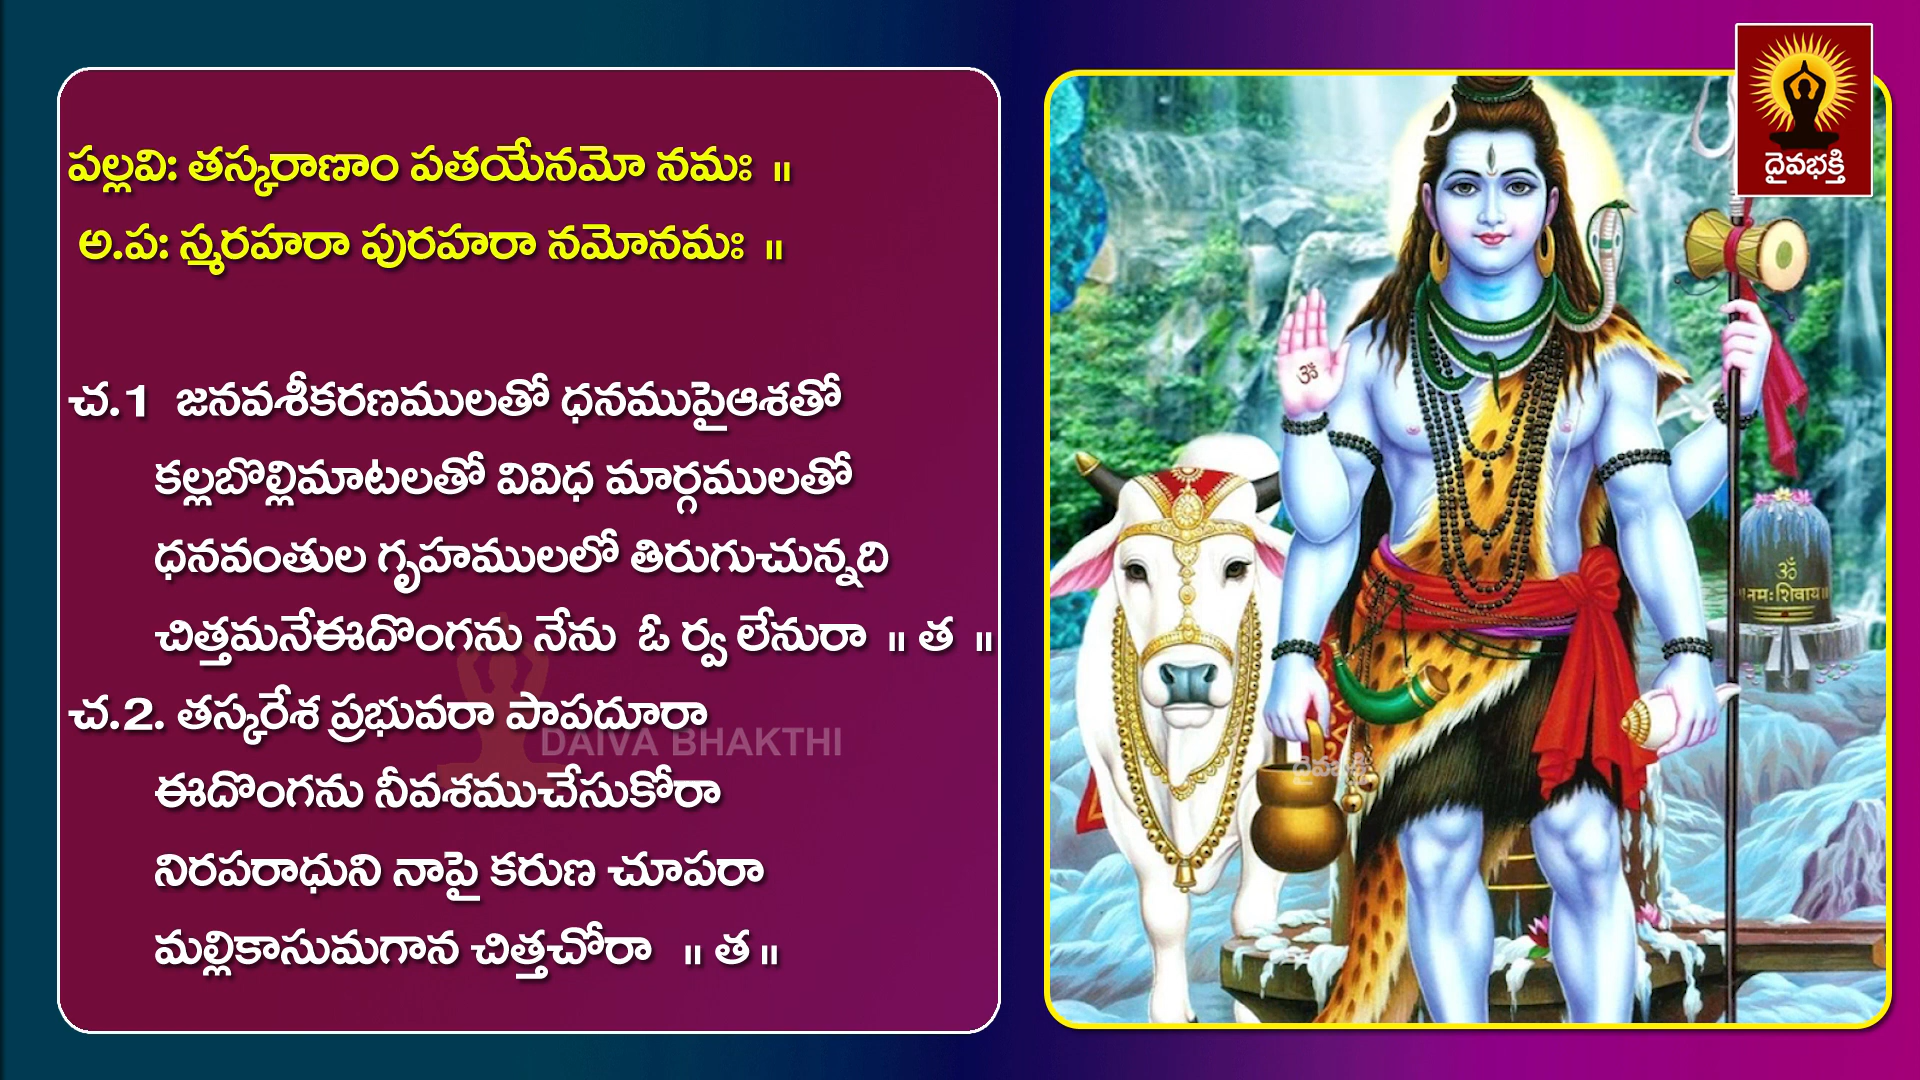 పల్లవి: తస్కరాణాం పతయేనమో నమః ॥
అ.ప: స్మరహరా పురహరా నమోనమః ॥
చ.1 జనవశీకరణములతో ధనముపైఆశతో
కల్లబొల్లిమాటలతో వివిధ మార్గములతో
ధనవంతుల గృహములలో తిరుగుచున్నది
చిత్తమనేఈదొంగను నేను ఓ ర్వ లేనురా ॥ త ॥
చ.2. తస్కరేశ ప్రభువరా పాపదూరా
ఈదొంగను నీవశముచేసుకోరా
నిరపరాధుని నాపై కరుణ చూపరా
మల్లికాసుమగాన చిత్తచోరా ॥ త ॥
DAIVA BHAKTHI
దైవభక్తి
ॐ
ॐ
नमः शिवाय॥
దైవభక్తి